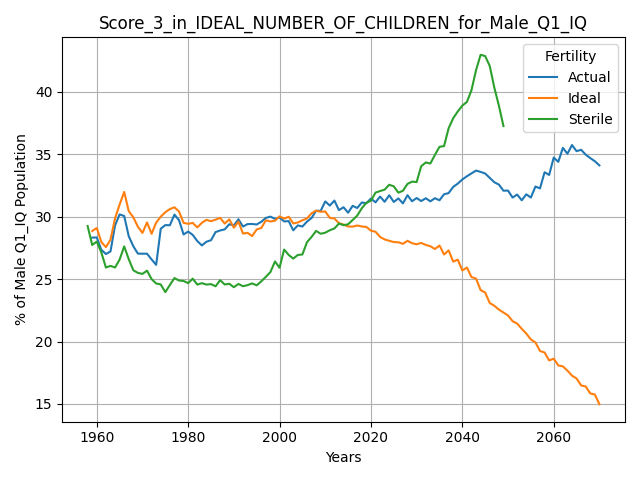 Score_3_in_IDEAL_NUMBER_OF_CHILDREN_for_Male_Q1_IQ
Fertility
Actual
Ideal
Sterile
% of Male Q1_IQ Population
40
35
30
25
20
15
1960
1980
2000
2020
2040
2060
Years